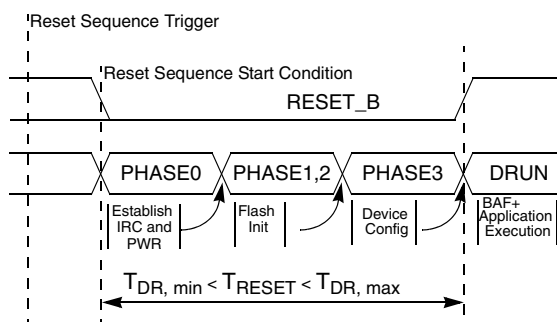 Reset Sequence Trigger
Reset Sequence Start Condition
RESET_B
PHASE0
PHASE1,2
PHASE3
DRUN
Establish
IRC and
PWR
Flash
Init
Device
Config
BAF+
Application
Execution
TDR, min < TRESET < TDR, max